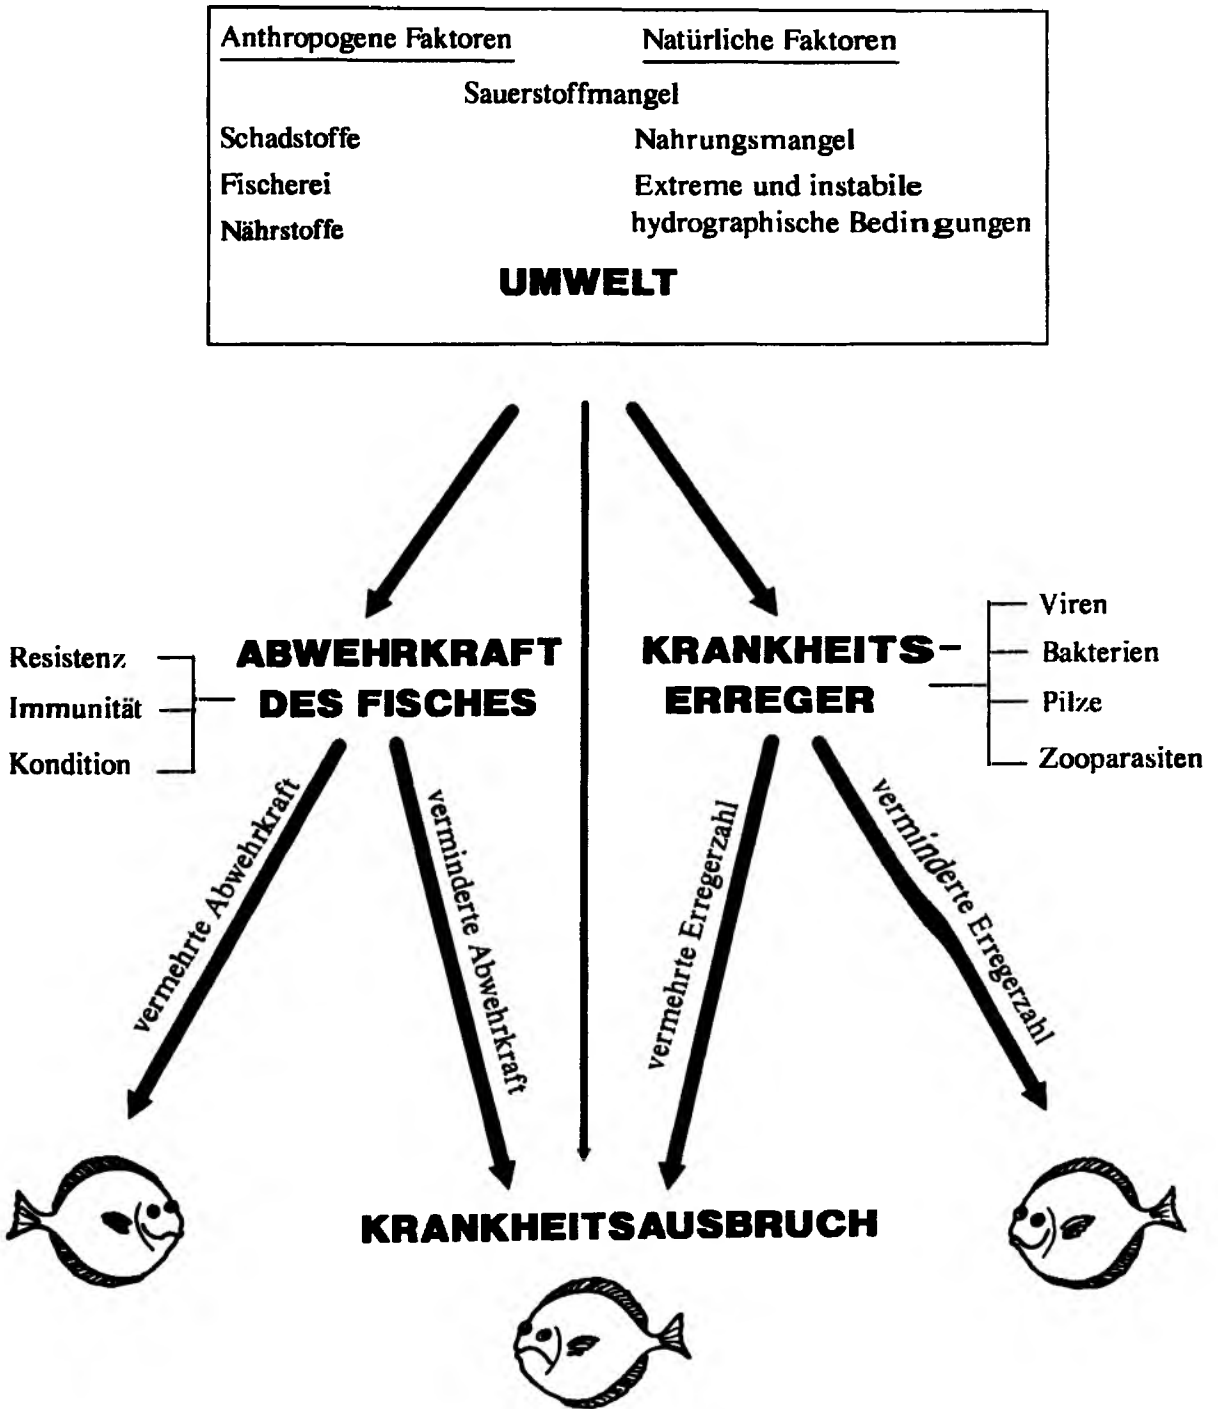 Anthropogene Faktoren
Natürliche Faktoren
Sauerstoffmangel
Schadstoffe
Nahrungsmangel
Fischerei
Extreme und instabile
Nährstoffe
hydrographische Bedingungen
UMWELT
Resistenz
Immunität
Kondition
ABWEHRKRAFT
DES FISCHES
KRANKHEITS-
ERREGER
Viren
Bakterien
Pilze
Zooparasiten
vermehrte Abwehrkraft
verminderte Abwehrkraft
vermehrte Erregerzahl
verminderte Erregerzahl
KRANKHEITSAUSBRUCH